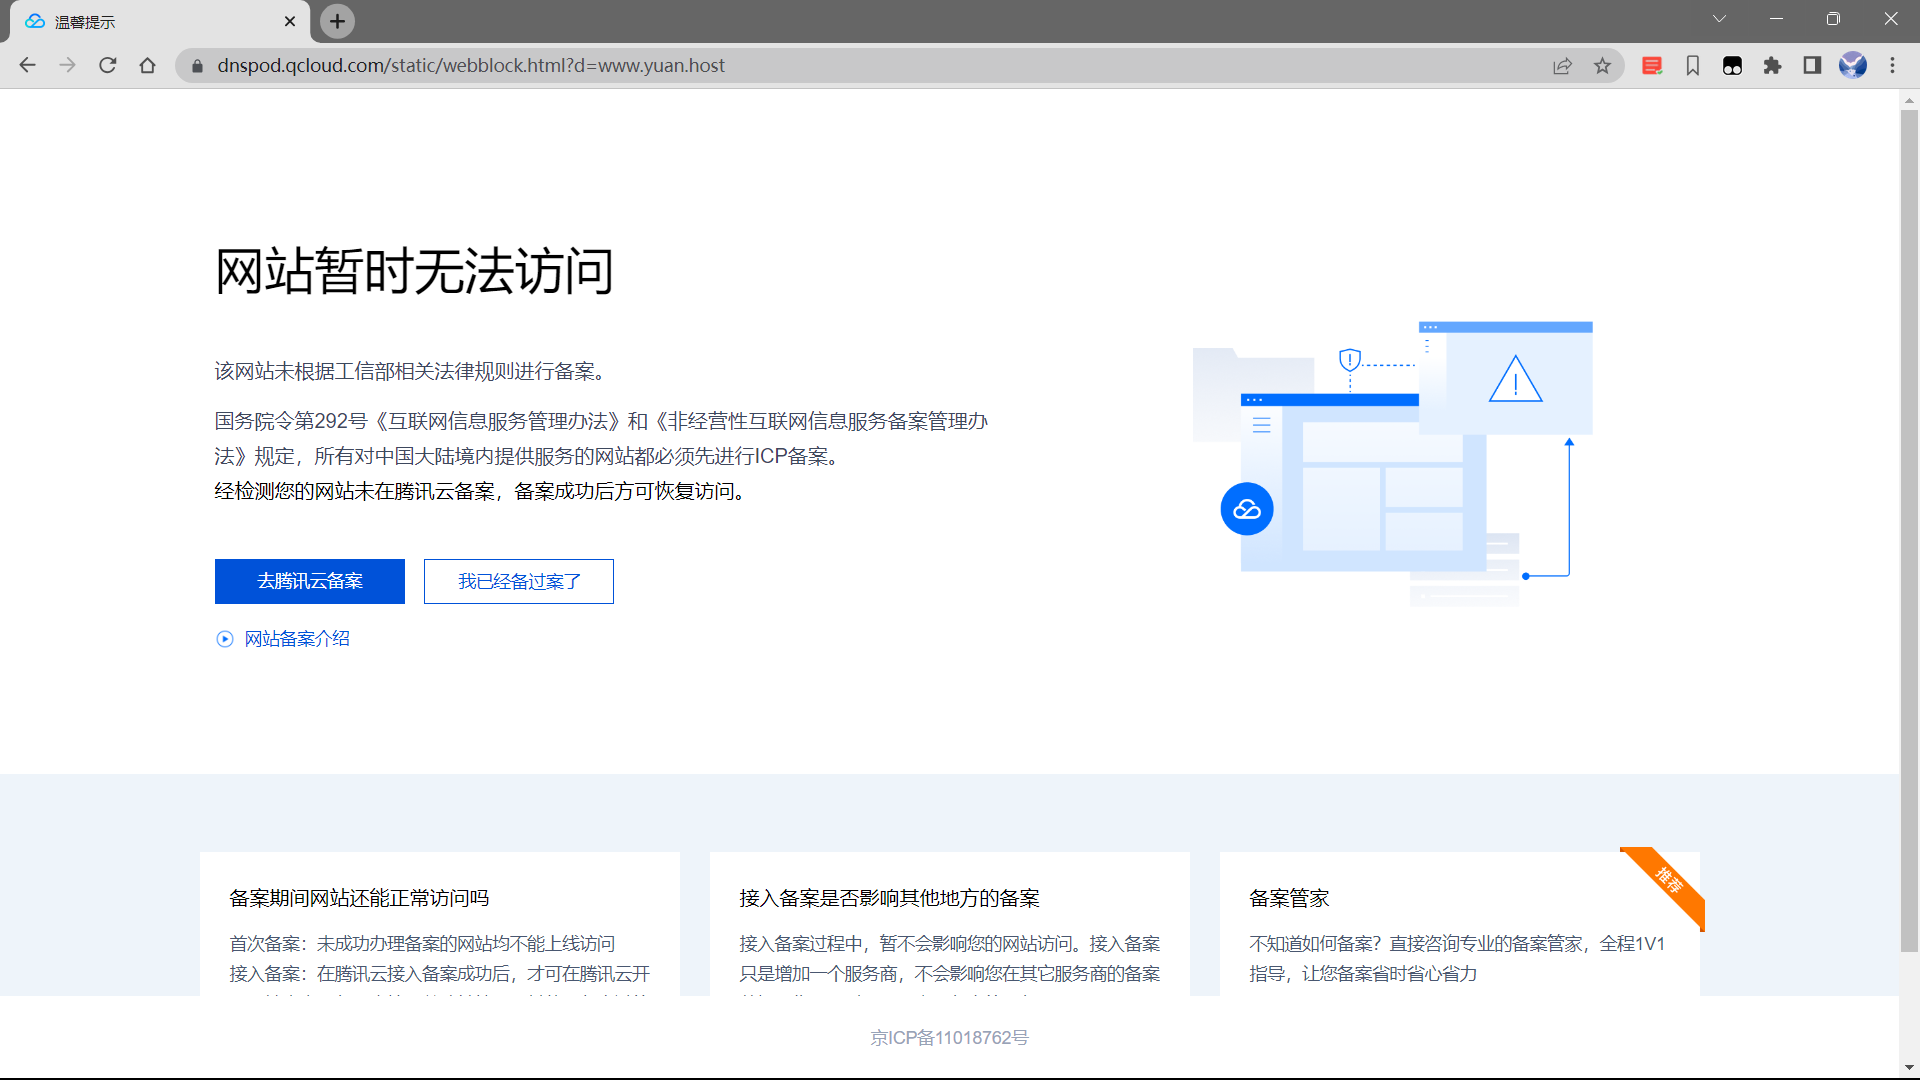 温馨提示
dnspod.qcloud.com/static/webblock.html?d=www.yuan.host
网站暂时无法访问
该网站未根据工信部相关法律规则进行备案。
国务院令第292号《互联网信息服务管理办法》和《非经营性互联网信息服务备案管理办
法》规定，所有对中国大陆境内提供服务的网站都必须先进行ICP备案。
经检测您的网站未在腾讯云备案，备案成功后方可恢复访问。
去腾讯云备案
我已经备过案了
网站备案介绍
备案期间网站还能正常访问吗
首次备案：未成功办理备案的网站均不能上线访问
接入备案：在腾讯云接入备案成功后，才可在腾讯云开
接入备案是否影响其他地方的备案
接入备案过程中，暂不会影响您的网站访问。接入备案
只是增加一个服务商，不会影响您在其它服务商的备案
推荐
备案管家
不知道如何备案？直接咨询专业的备案管家，全程1V1
指导，让您备案省时省心省力
京ICP备11018762号